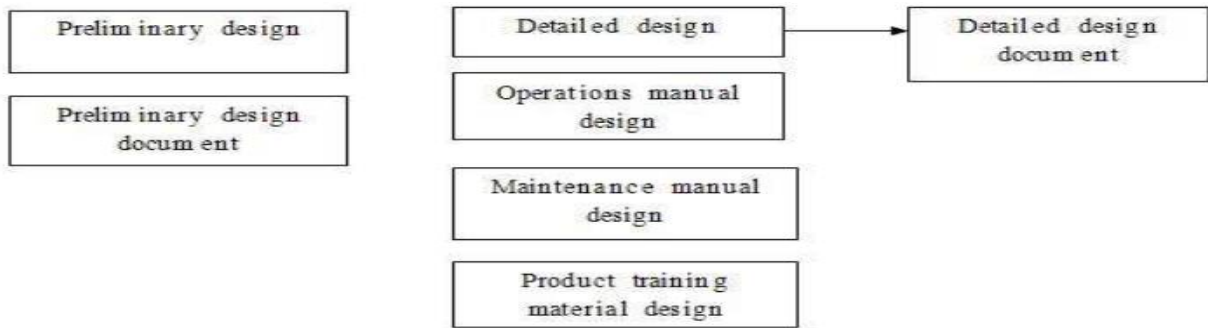 Preliminary design
Preliminary design
document
Detailed design
Operations manual
design
Maintenance manual
design
Product training
material design
Detailed design
document